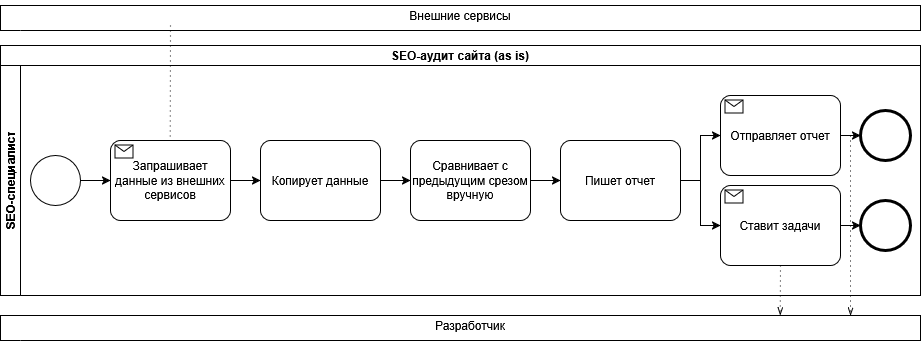 Внешние сервисы
SEO-аудит сайта (as is)
SEO-специалист
Запрашивает
данные из внешних
сервисов
Копирует данные
Сравнивает с
предыдущим срезом
вручную
Пишет отчет
Отправляет отчет
Ставит задачи
Разработчик